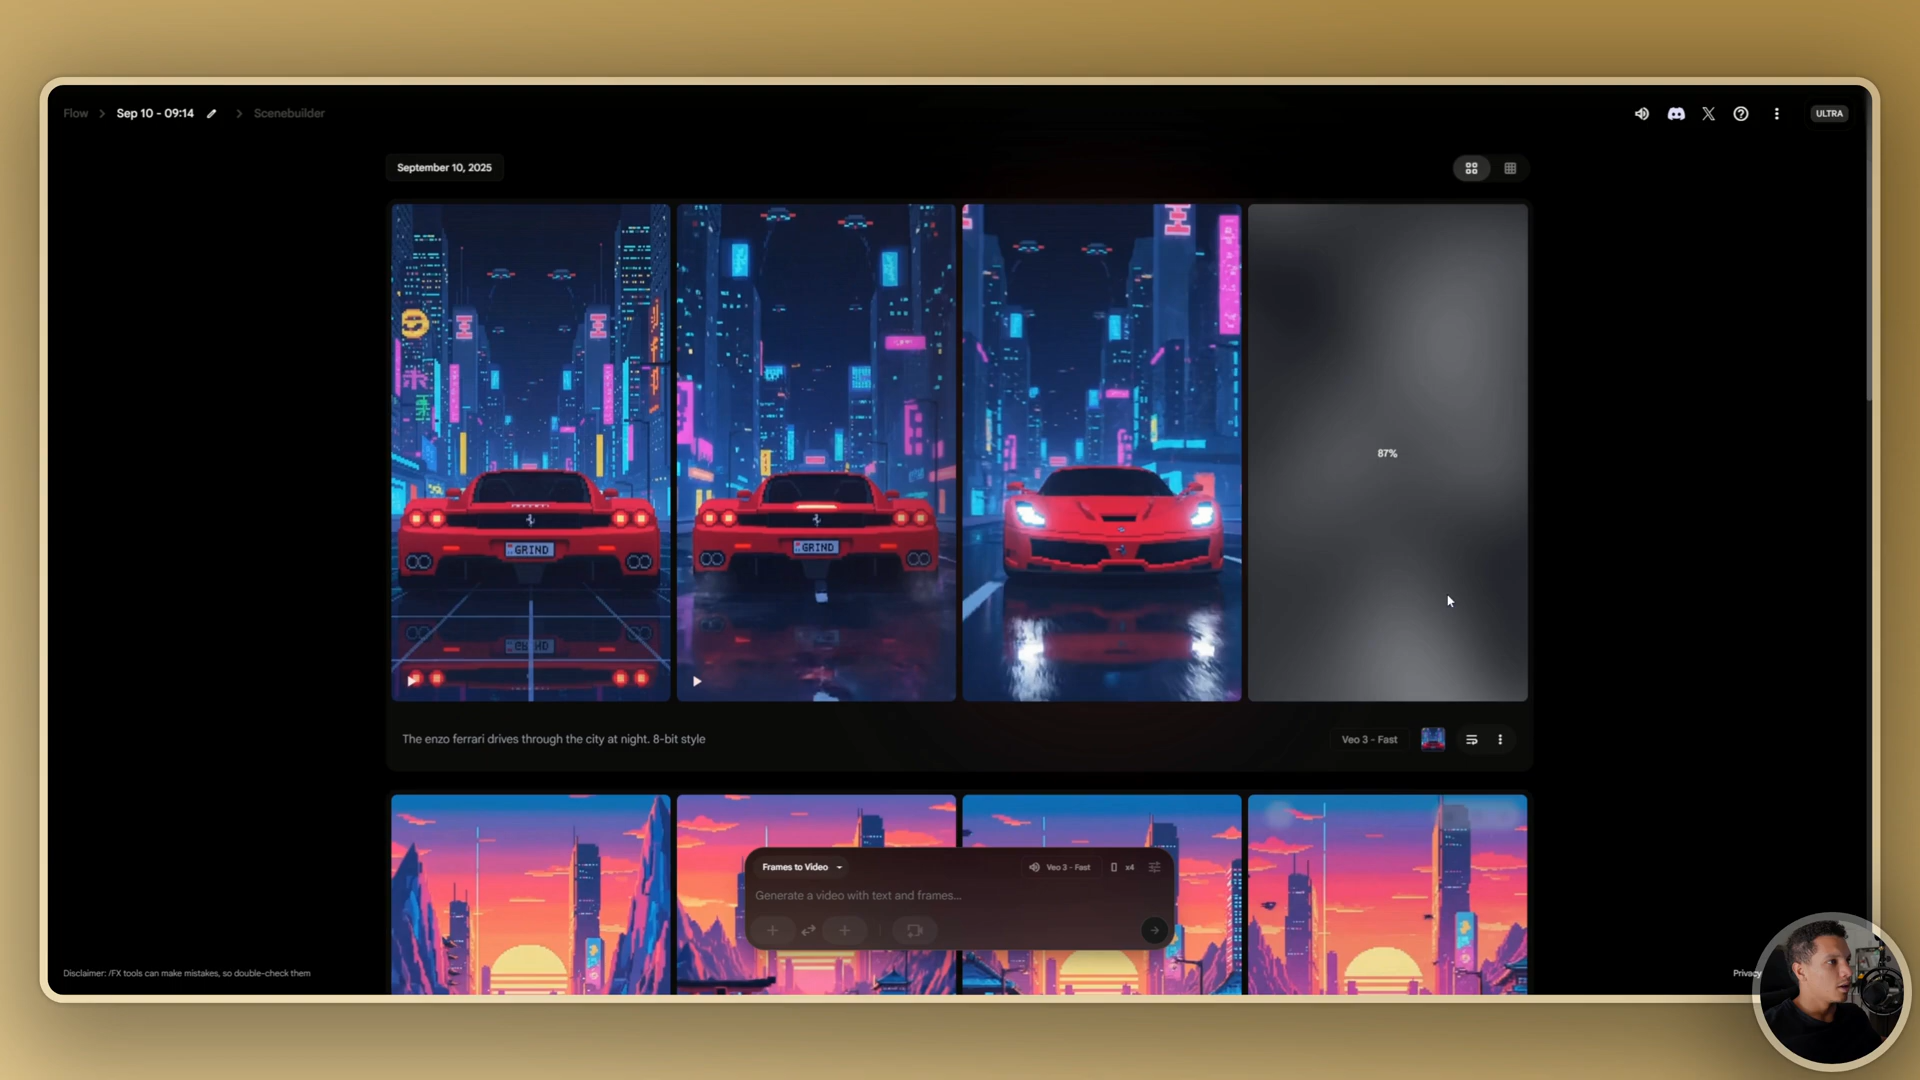 Flow > Sep 10 - 09:14 > Scenebuilder
ULTRA
September 10, 2025
GRIND
GRIND
87%
The enzo ferrari drives through the city at night. 8-bit style
Veo 3 - Fast
Frames to Video
Veo 3 - Fast
x4
Generate a video with text and frames...
Disclaimer: /FX tools can make mistakes, so double-check them
Privacy